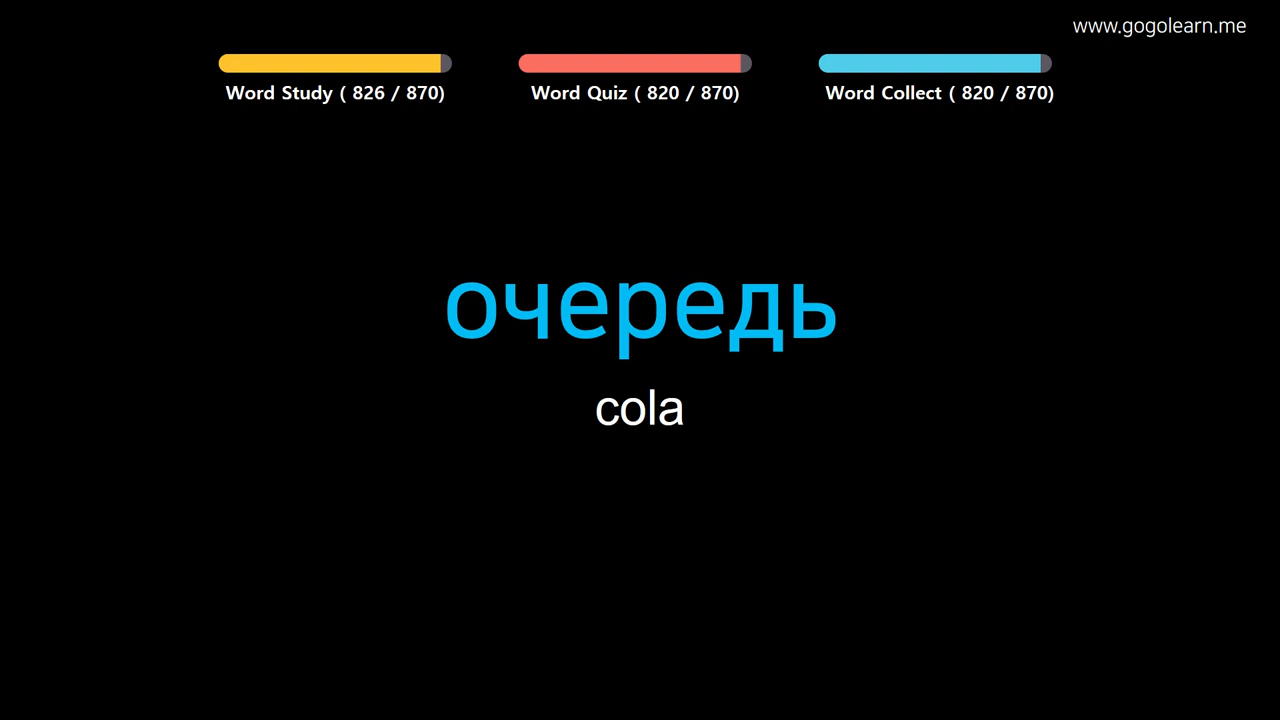 www.gogolearn.me
Word Study ( 826 / 870)
Word Quiz ( 820 / 870)
Word Collect ( 820 / 870)
очередь
cola